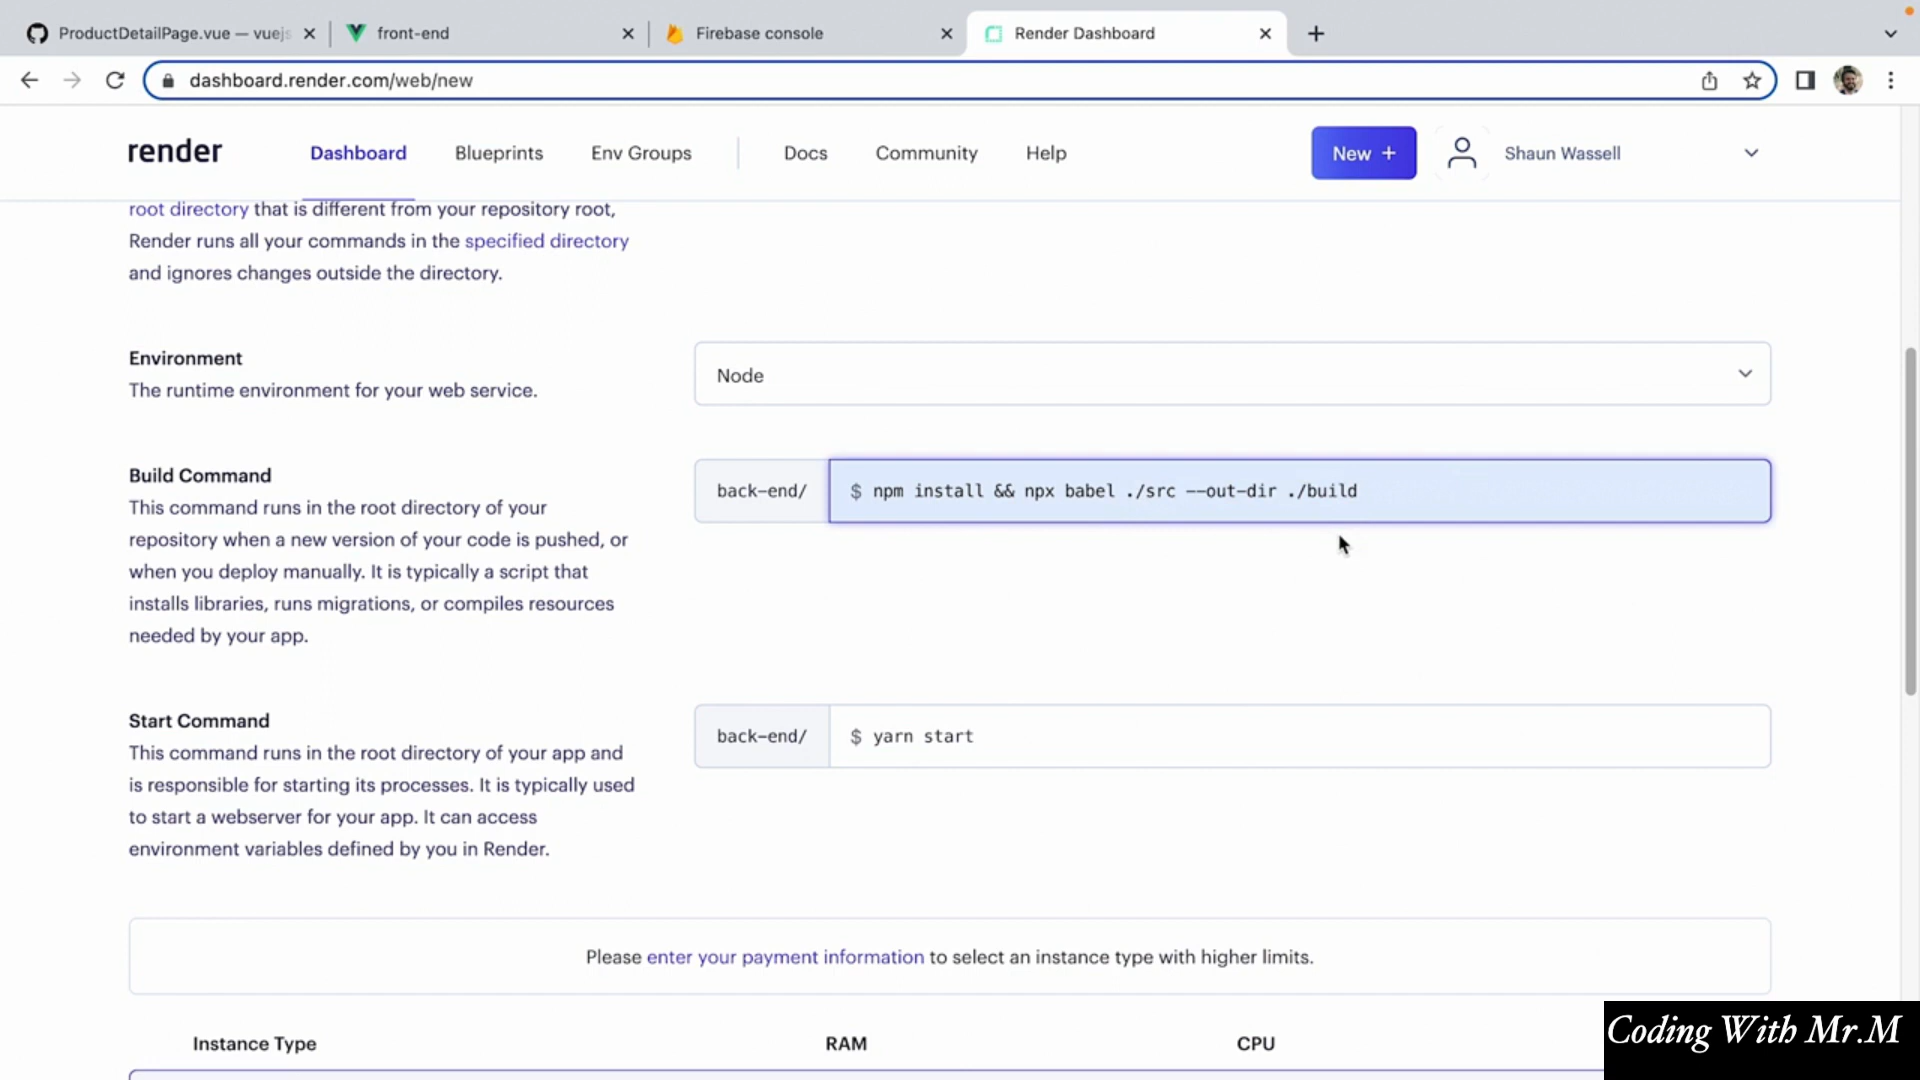 ProductDetailPage.vue — vuejs
front-end
Firebase console
Render Dashboard
dashboard.render.com/web/new
render
Dashboard
Blueprints
Env Groups
Docs
Community
Help
New +
Shaun Wassell
root directory that is different from your repository root,
Render runs all your commands in the specified directory
and ignores changes outside the directory.
Environment
The runtime environment for your web service.
Node
Build Command
This command runs in the root directory of your
repository when a new version of your code is pushed, or
when you deploy manually. It is typically a script that
installs libraries, runs migrations, or compiles resources
needed by your app.
back-end/
$ npm install && npx babel ./src --out-dir ./build
Start Command
This command runs in the root directory of your app and
is responsible for starting its processes. It is typically used
to start a webserver for your app. It can access
environment variables defined by you in Render.
back-end/
$ yarn start
Please enter your payment information to select an instance type with higher limits.
Instance Type
RAM
CPU
Coding With Mr.M